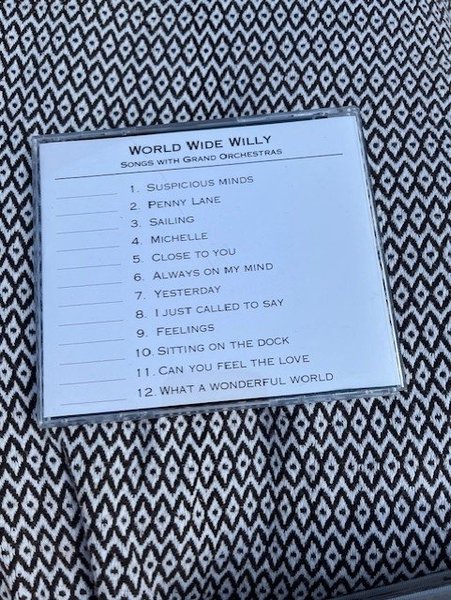 WORLD WIDE WILLY
SONGS WITH GRAND ORCHESTRAS
1. SUSPICIOUS MINDS
2. PENNY LANE
3. SAILING
4. MICHELLE
5. CLOSE TO YOU
6. ALWAYS ON MY MIND
7. YESTERDAY
8. I JUST CALLED TO SAY
9. FEELINGS
10. SITTING ON THE DOCK
11. CAN YOU FEEL THE LOVE
12. WHAT A WONDERFUL WORLD